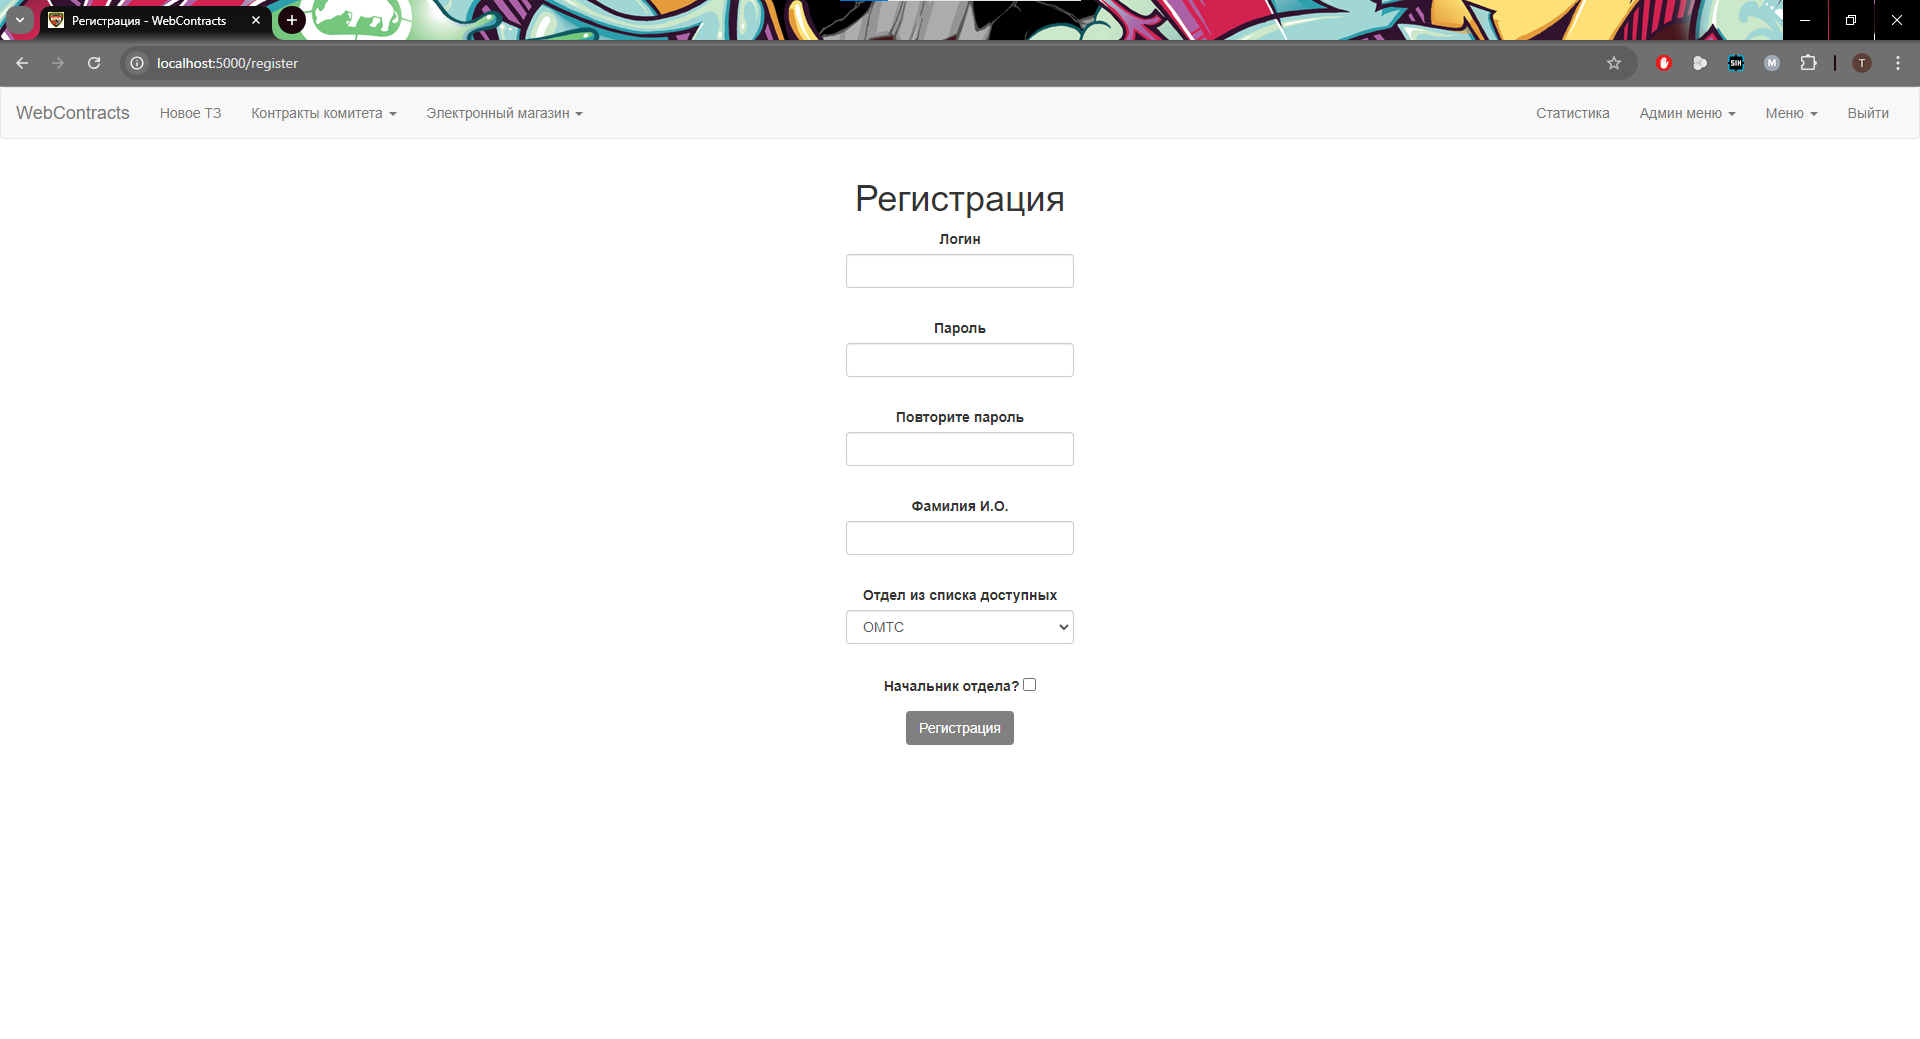 Регистрация - WebContracts
localhost:5000/register
SIH
M
T
WebContracts Новое ТЗ Контракты комитета Электронный магазин Статистика Админ меню Меню Выйти
Регистрация
Логин
Пароль
Повторите пароль
Фамилия И.О.
Отдел из списка доступных
ОМТС
Начальник отдела?
Регистрация